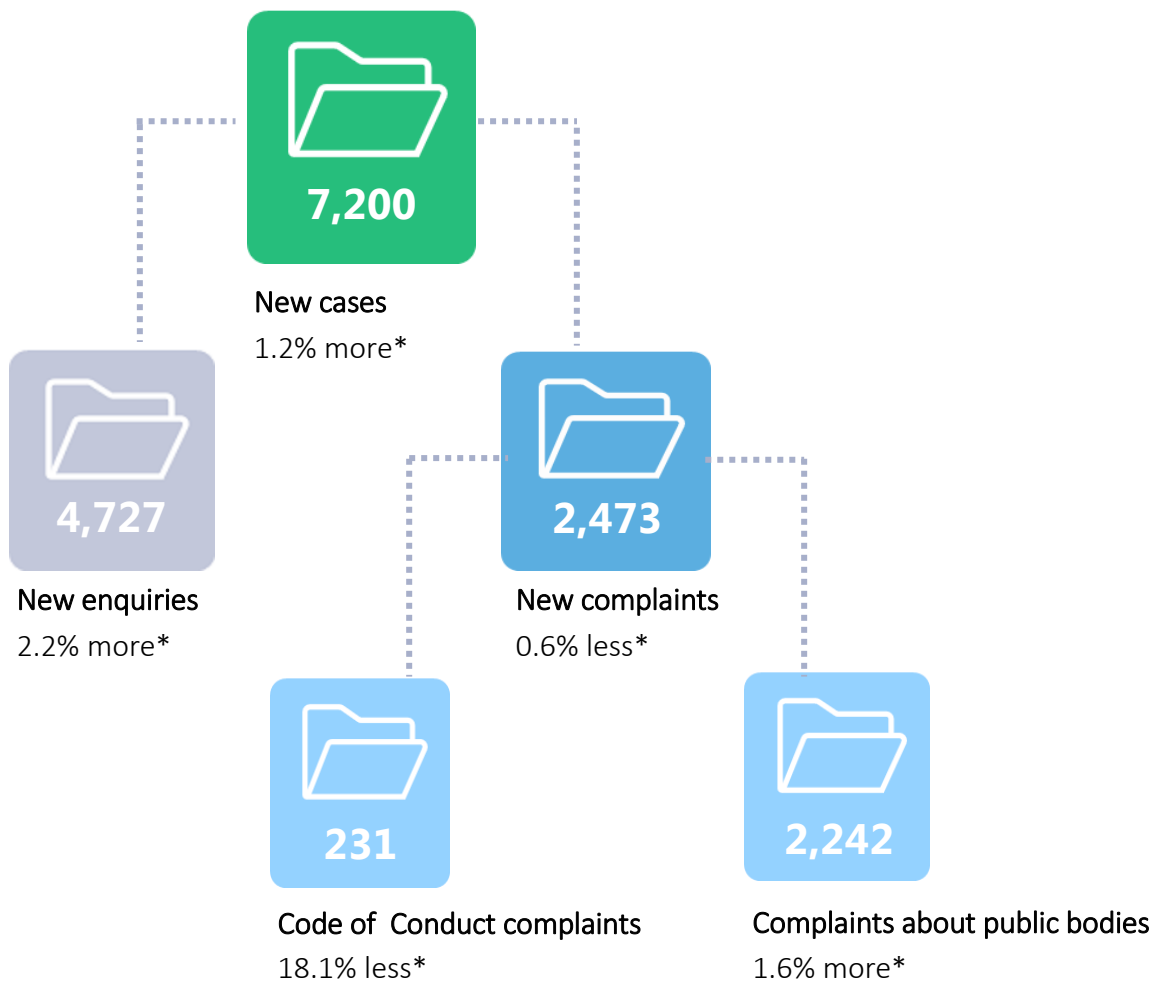 7,200
New cases
1.2% more*
4,727
New enquiries
2.2% more*
2,473
New complaints
0.6% less*
231
Code of  Conduct complaints
18.1% less*
2,242
Complaints about public bodies
1.6% more*